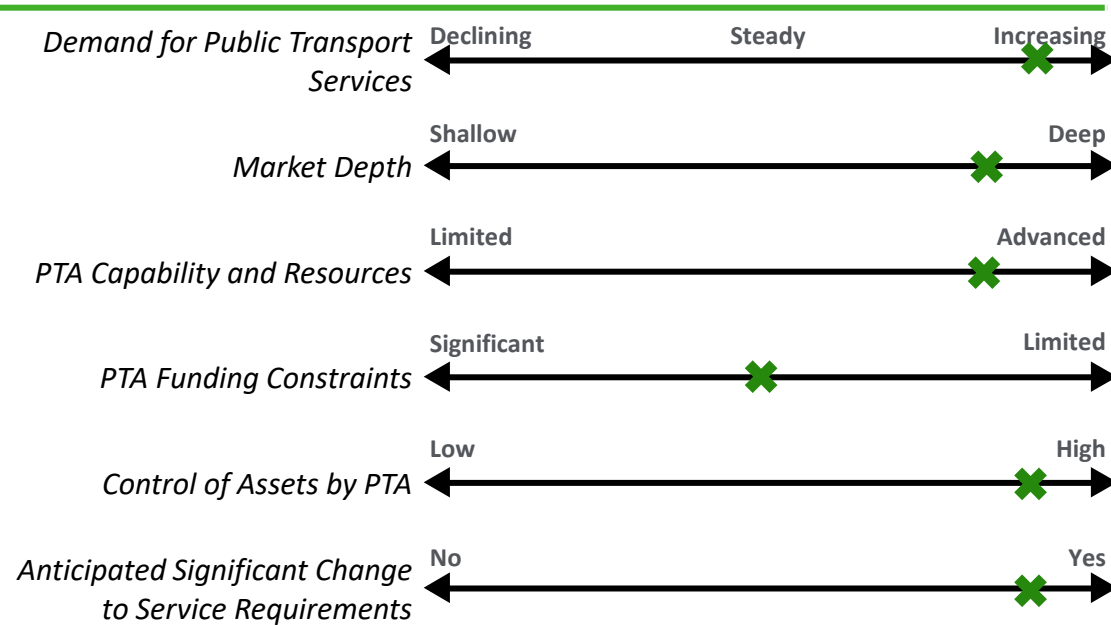 Demand for Public Transport Services
Declining Steady Increasing
Market Depth
Shallow Deep
PTA Capability and Resources
Limited Advanced
PTA Funding Constraints
Significant Limited
Control of Assets by PTA
Low High
Anticipated Significant Change
to Service Requirements
No Yes